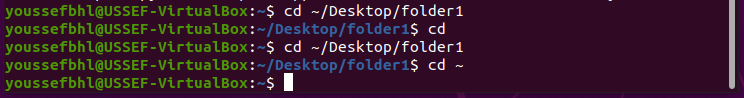 youssefbhl@USSEF-VirtualBox:~$ cd ~/Desktop/folder1
youssefbhl@USSEF-VirtualBox:~/Desktop/folder1$ cd
youssefbhl@USSEF-VirtualBox:~$ cd ~/Desktop/folder1
youssefbhl@USSEF-VirtualBox:~/Desktop/folder1$ cd ~
youssefbhl@USSEF-VirtualBox:~$